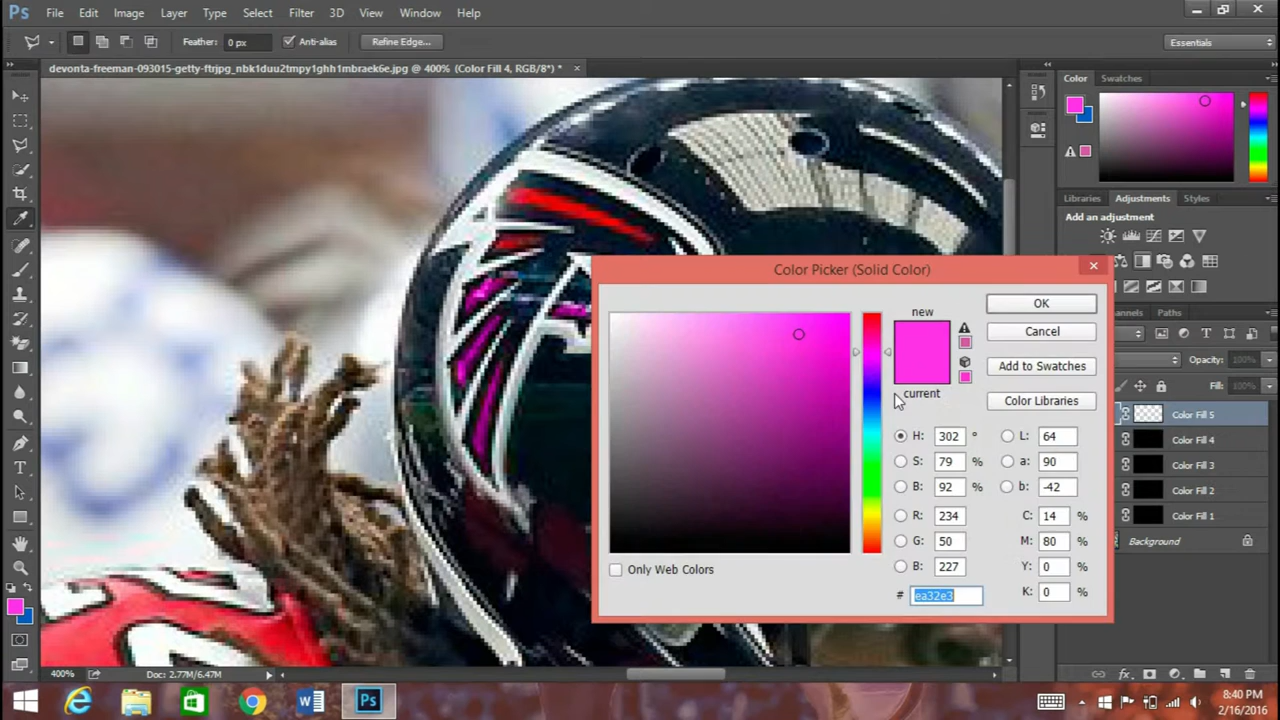 Ps File Edit Image Layer Type Select Filter 3D View Window Help
Feather: 0 px Anti-alias Refine Edge... Essentials
devonta-freeman-093015-getty-ftrjpg_nbk1duu2tmpy1ghh1mbraek6e.jpg @ 400% (Color Fill 4, RGB/8*) * ×
Color Swatches
Libraries Adjustments Styles
Add an adjustment
Color Picker (Solid Color)
new
current
OK
Cancel
Add to Swatches
Color Libraries
H: 302 ° L: 64
S: 79 % a: 90
B: 92 % b: -42
R: 234 C: 14 %
G: 50 M: 80 %
B: 227 Y: 0 %
# ea32e3 K: 0 %
Only Web Colors
Paths
Opacity: 100%
Fill: 100%
Color Fill 5
Color Fill 4
Color Fill 3
Color Fill 2
Color Fill 1
Background
400% Doc: 2.77M/6.47M
8:40 PM
2/16/2016